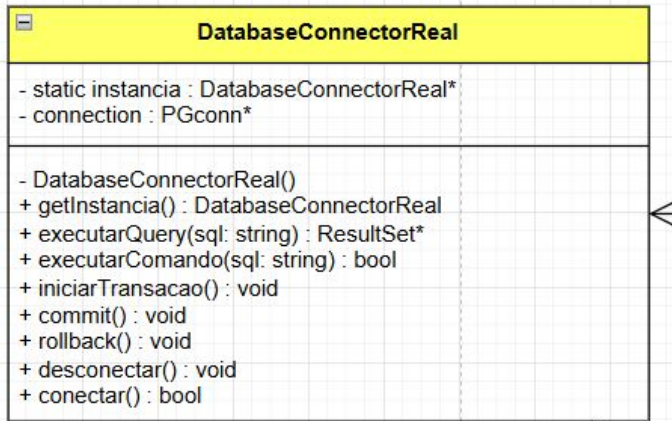 DatabaseConnectorReal
- static instancia : DatabaseConnectorReal*
- connection : PGconn*
- DatabaseConnectorReal()
+ getInstancia() : DatabaseConnectorReal
+ executarQuery(sql: string) : ResultSet*
+ executarComando(sql: string) : bool
+ iniciarTransacao() : void
+ commit() : void
+ rollback() : void
+ desconectar() : void
+ conectar() : bool